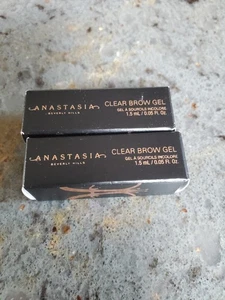 ANASTASIA
BEVERLY HILLS
CLEAR BROW GEL
GEL À SOURCILS INCOLORE
1.5 mL / 0.05 Fl. Oz.
ANASTASIA
BEVERLY HILLS
CLEAR BROW GEL
GEL À SOURCILS INCOLORE
1.5 mL / 0.05 Fl. Oz.